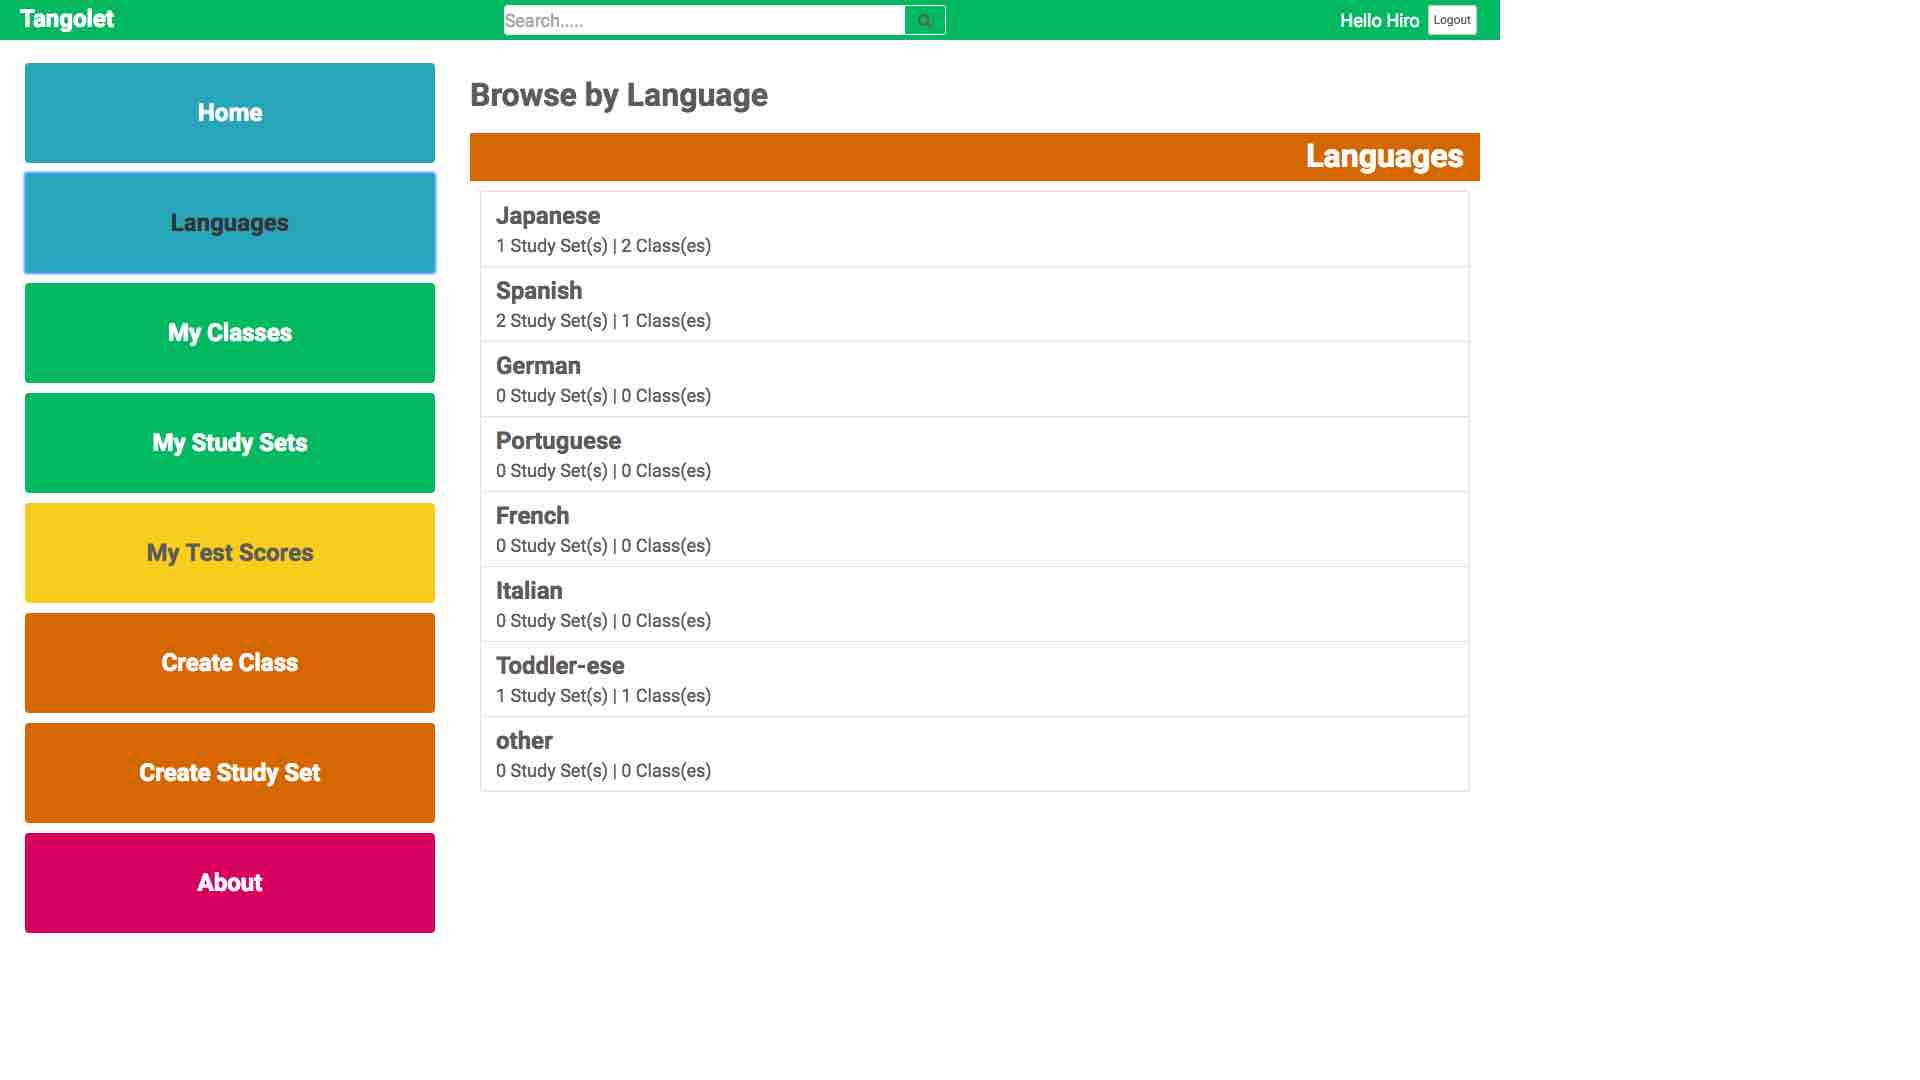 Tangolet
Search.....
Hello Hiro
Logout
Home
Languages
My Classes
My Study Sets
My Test Scores
Create Class
Create Study Set
About
Browse by Language
Languages
Japanese
1 Study Set(s) | 2 Class(es)
Spanish
2 Study Set(s) | 1 Class(es)
German
0 Study Set(s) | 0 Class(es)
Portuguese
0 Study Set(s) | 0 Class(es)
French
0 Study Set(s) | 0 Class(es)
Italian
0 Study Set(s) | 0 Class(es)
Toddler-ese
1 Study Set(s) | 1 Class(es)
other
0 Study Set(s) | 0 Class(es)